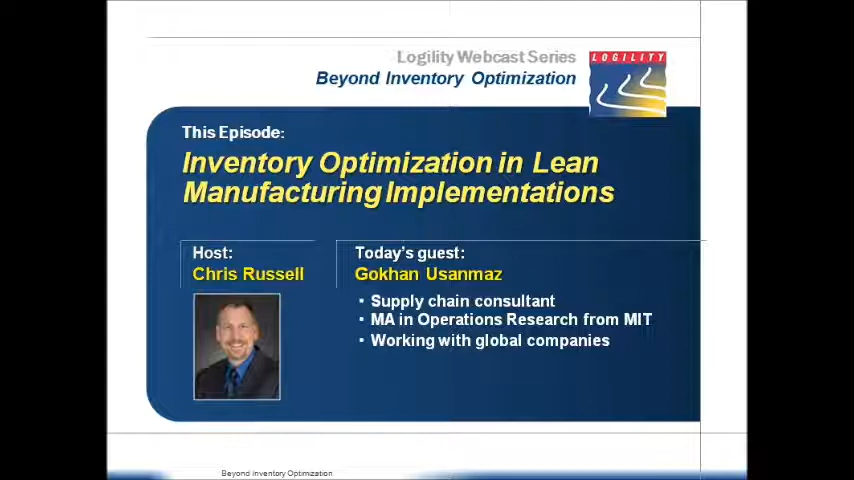 Logility Webcast Series
Beyond Inventory Optimization
LOGILITY
This Episode:
Inventory Optimization in Lean
Manufacturing Implementations
Host:
Chris Russell
Today's guest:
Gokhan Usanmaz
▪ Supply chain consultant
▪ MA in Operations Research from MIT
▪ Working with global companies
Beyond Inventory Optimization